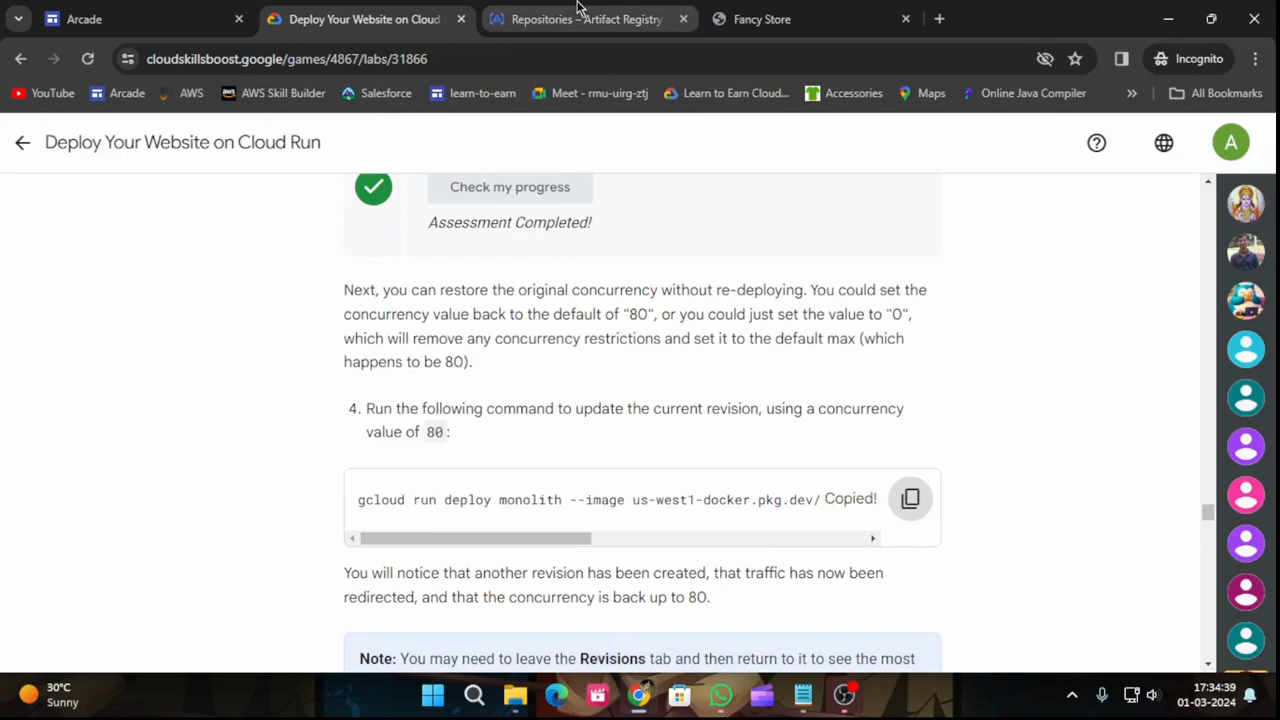 Arcade
Deploy Your Website on Cloud
Repositories – Artifact Registry
Fancy Store
cloudskillsboost.google/games/4867/labs/31866
Incognito
YouTube
Arcade
AWS
AWS Skill Builder
Salesforce
learn-to-earn
Meet - rmu-uirg-ztj
Learn to Earn Cloud...
Accessories
Maps
Online Java Compiler
All Bookmarks
Deploy Your Website on Cloud Run
A
Check my progress
Assessment Completed!
Next, you can restore the original concurrency without re-deploying. You could set the
concurrency value back to the default of "80", or you could just set the value to "0",
which will remove any concurrency restrictions and set it to the default max (which
happens to be 80).
4. Run the following command to update the current revision, using a concurrency
value of 80:
gcloud run deploy monolith --image us-west1-docker.pkg.dev/ Copied!
You will notice that another revision has been created, that traffic has now been
redirected, and that the concurrency is back up to 80.
Note: You may need to leave the Revisions tab and then return to it to see the most
30°C
Sunny
17:34:39
01-03-2024